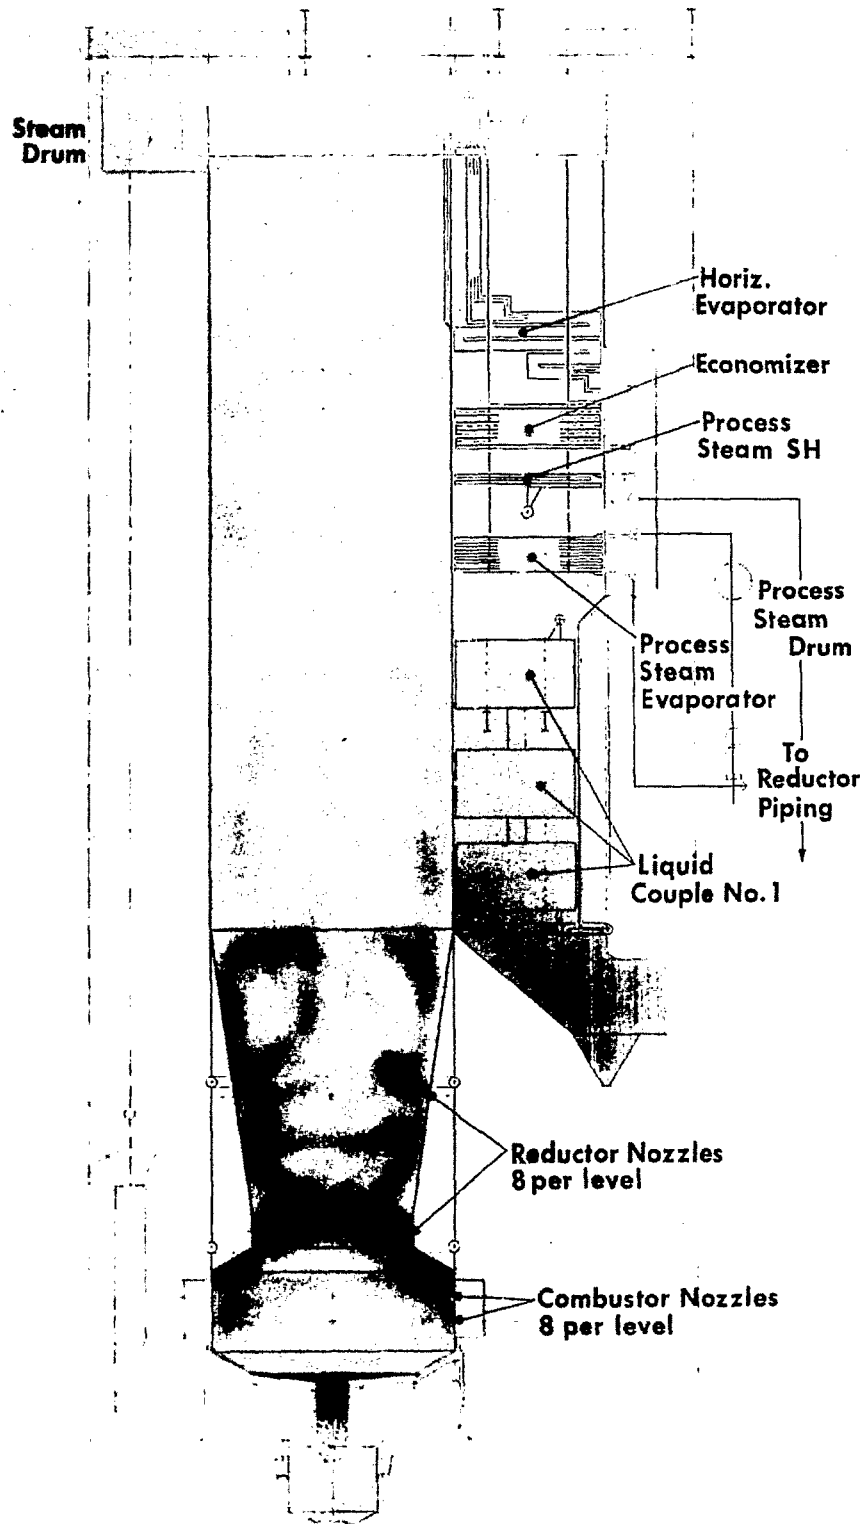 Steam
Drum
Horiz.
Evaporator
Economizer
Process
Steam SH
Process
Steam
Drum
Process
Steam
Evaporator
To
Reductor
Piping
Liquid
Couple No.1
Reductor Nozzles
8 per level
Combustor Nozzles
8 per level